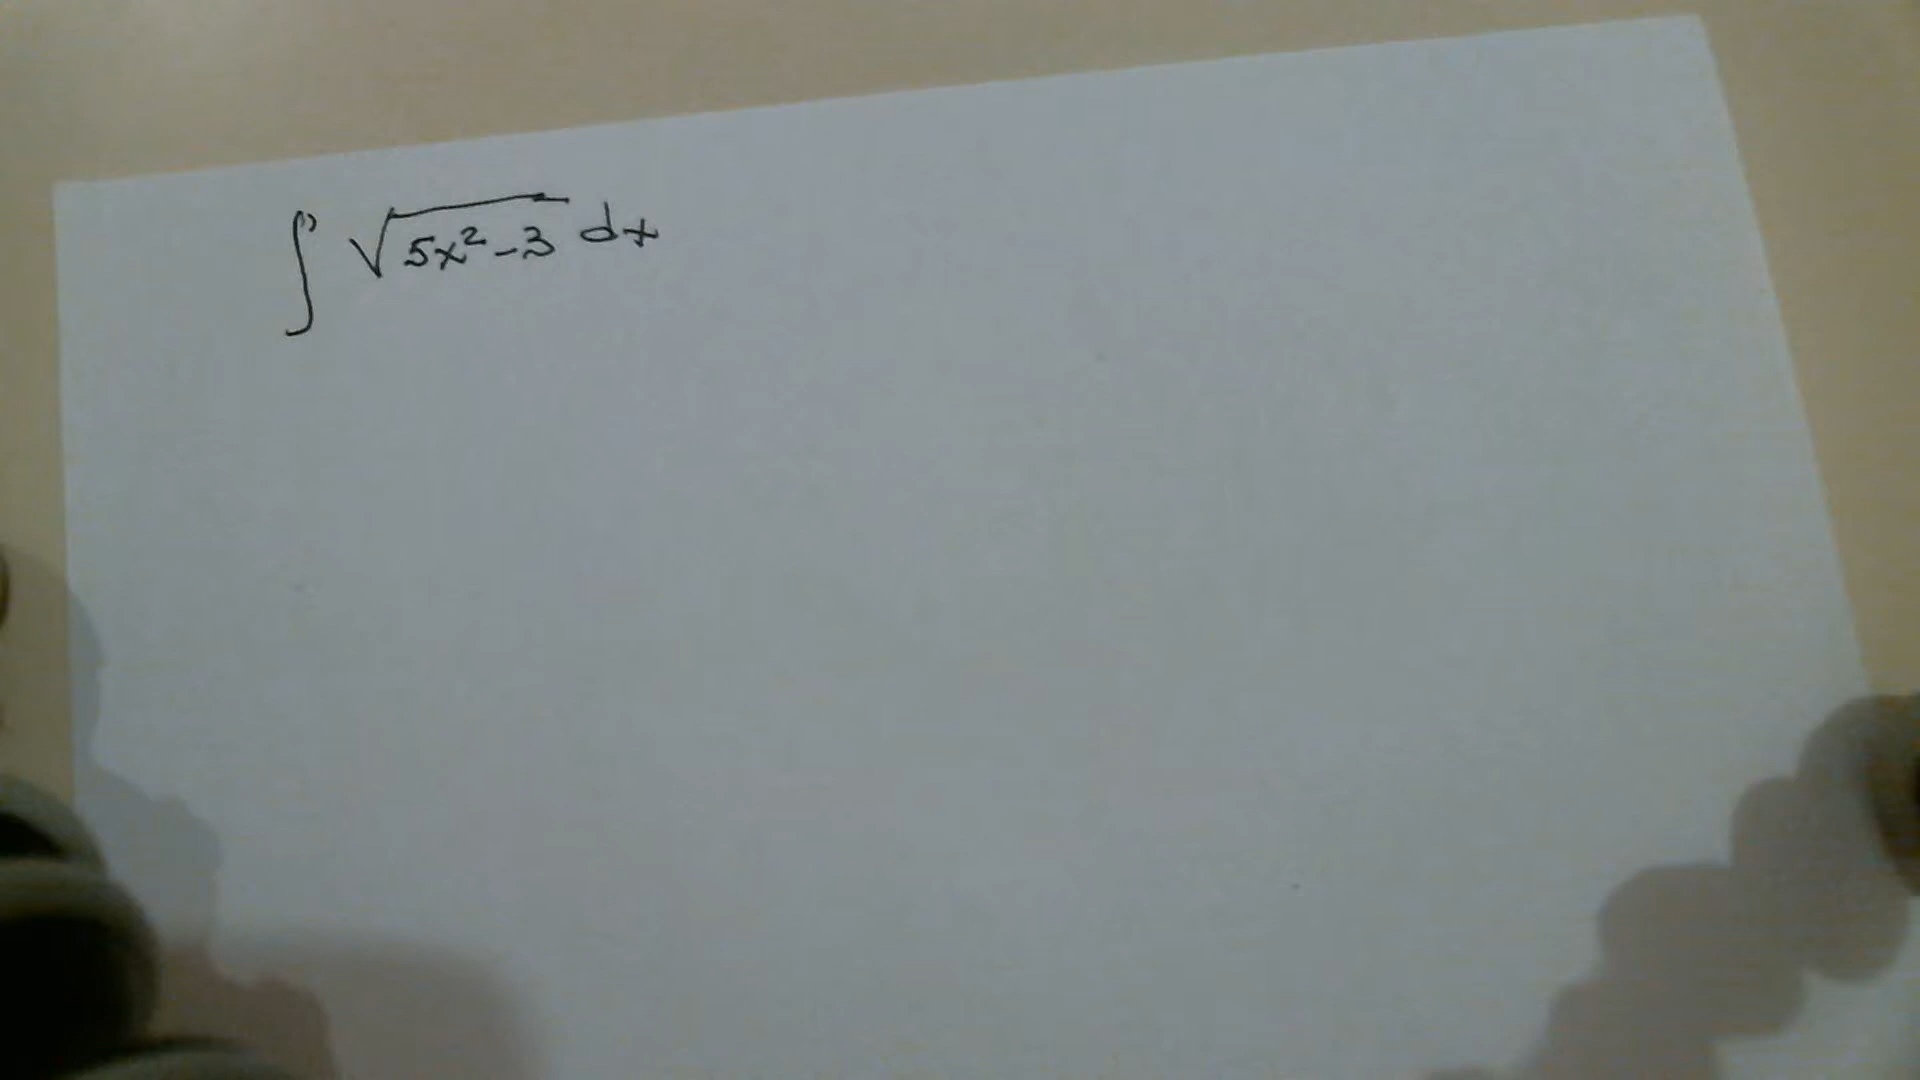 ∫ √(5x²-3) dx